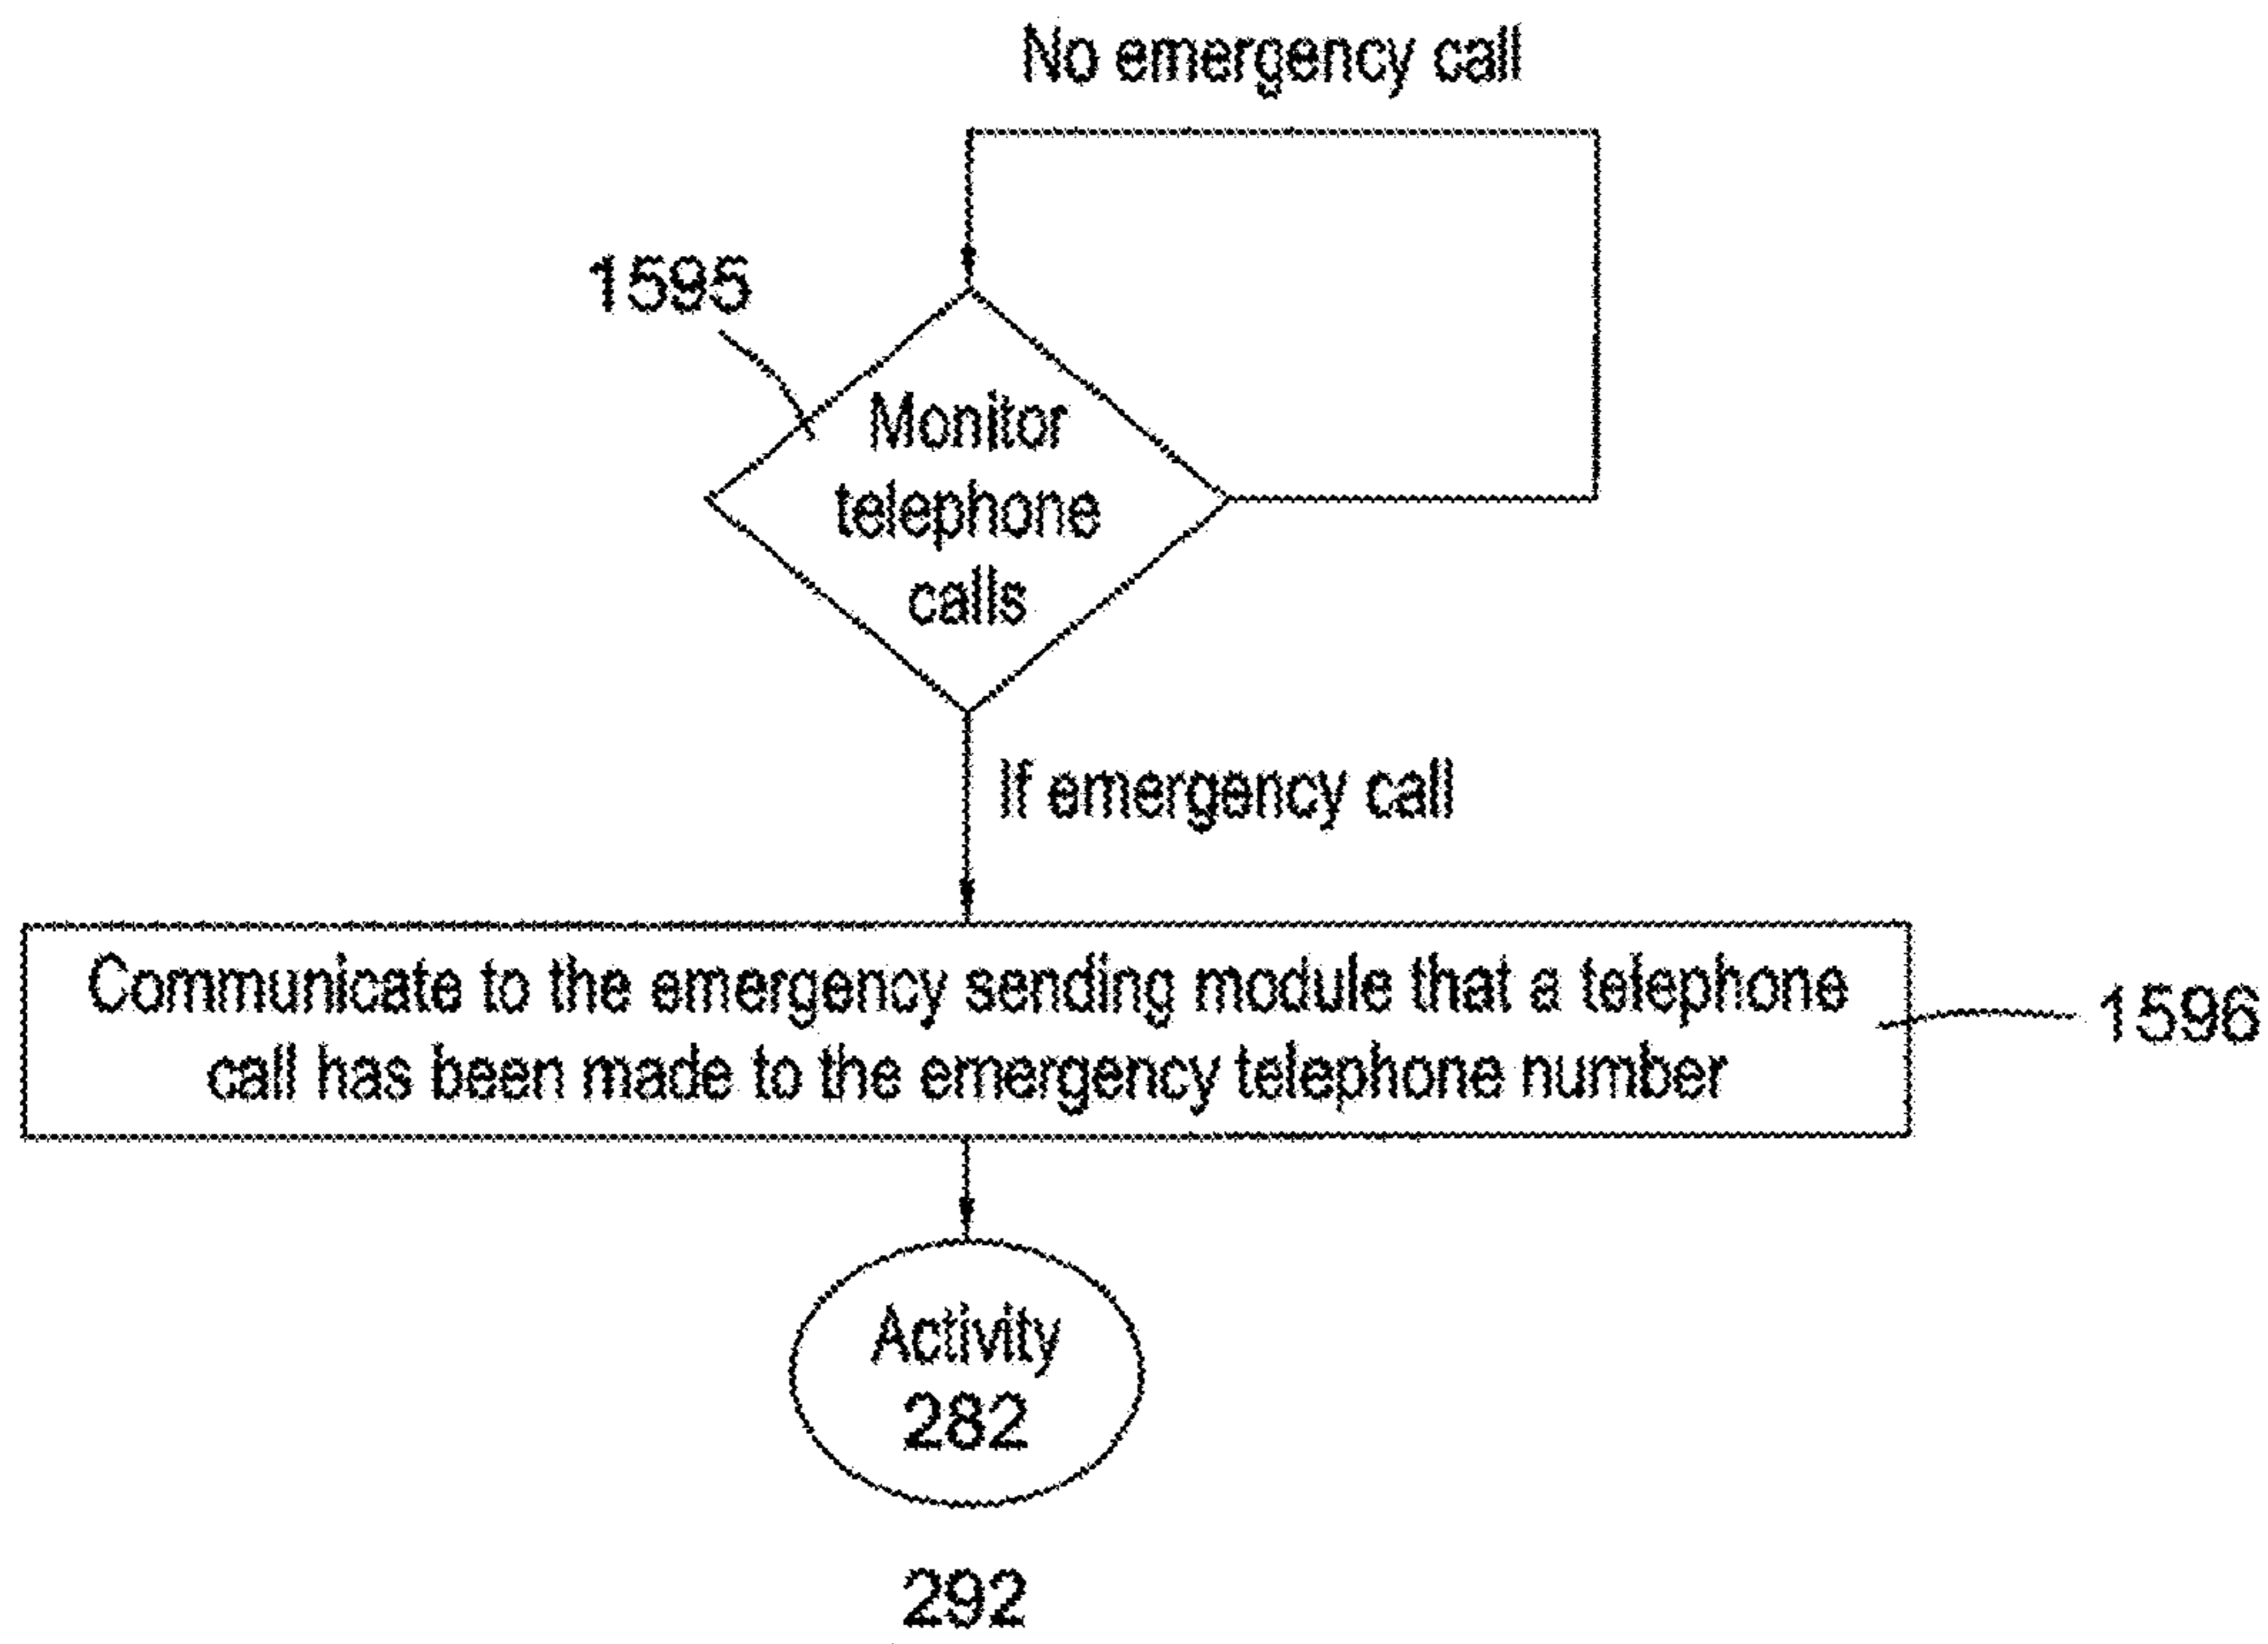 No emergency call
1595
Monitor
telephone
calls
If emergency call
Communicate to the emergency sending module that a telephone
call has been made to the emergency telephone number
1596
Activity
282
292